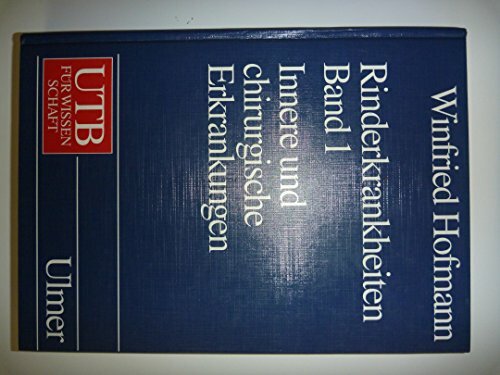 Winfried Hofmann
Rinderkrankheiten
Band 1
Innere und
chirurgische
Erkrankungen
UTB
FÜR WISSEN
SCHAFT
Ulmer